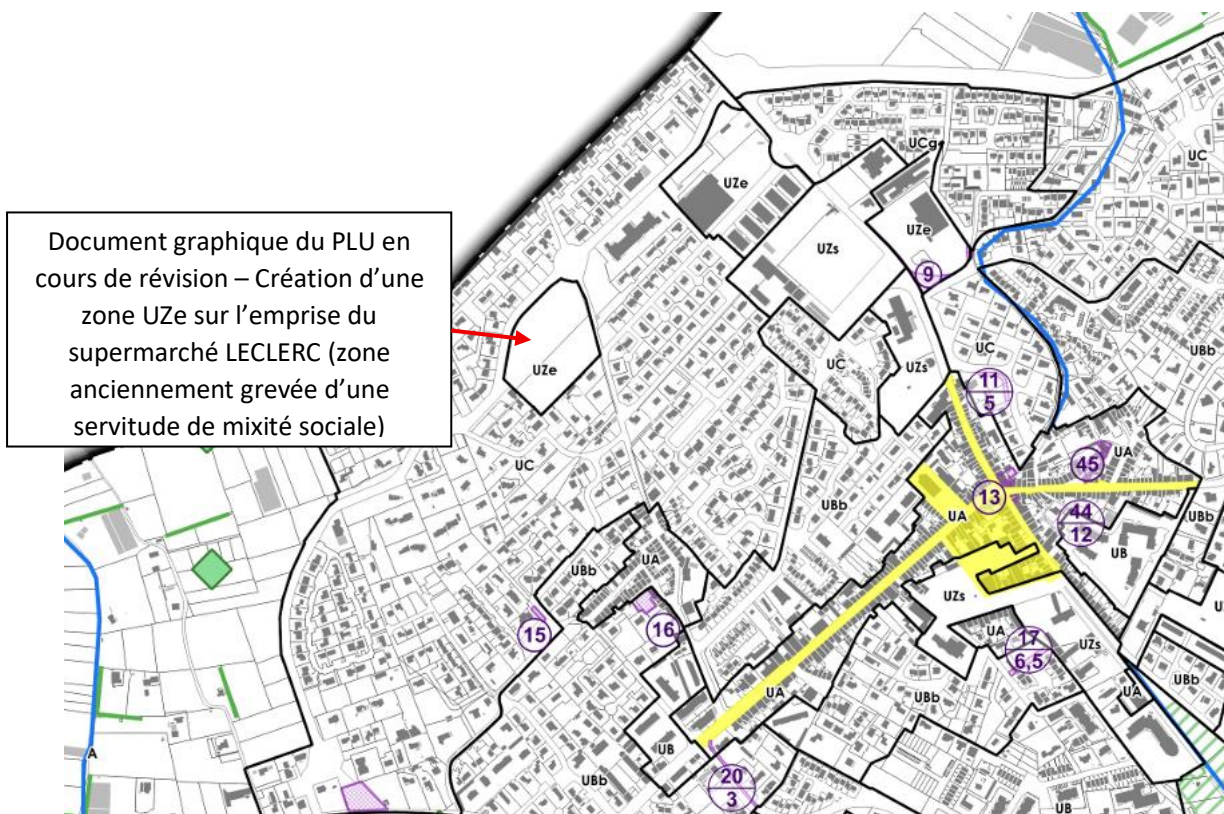 Document graphique du PLU en
cours de révision – Création d'une
zone UZe sur l'emprise du
supermarché LECLERC (zone
anciennement grevée d'une
servitude de mixité sociale)
UCg
UC
UZe
UZe
UZs
9
UZe
UC
UZs
UC
11
5
UBb
UC
UA
45
UBb
13
UA
44
12
UBb
UB
UBb
UA
UZs
15
16
UA
17
6,5
UZs
UBb
UBb
UA
UA
UB
UBb
A
20
3
UB